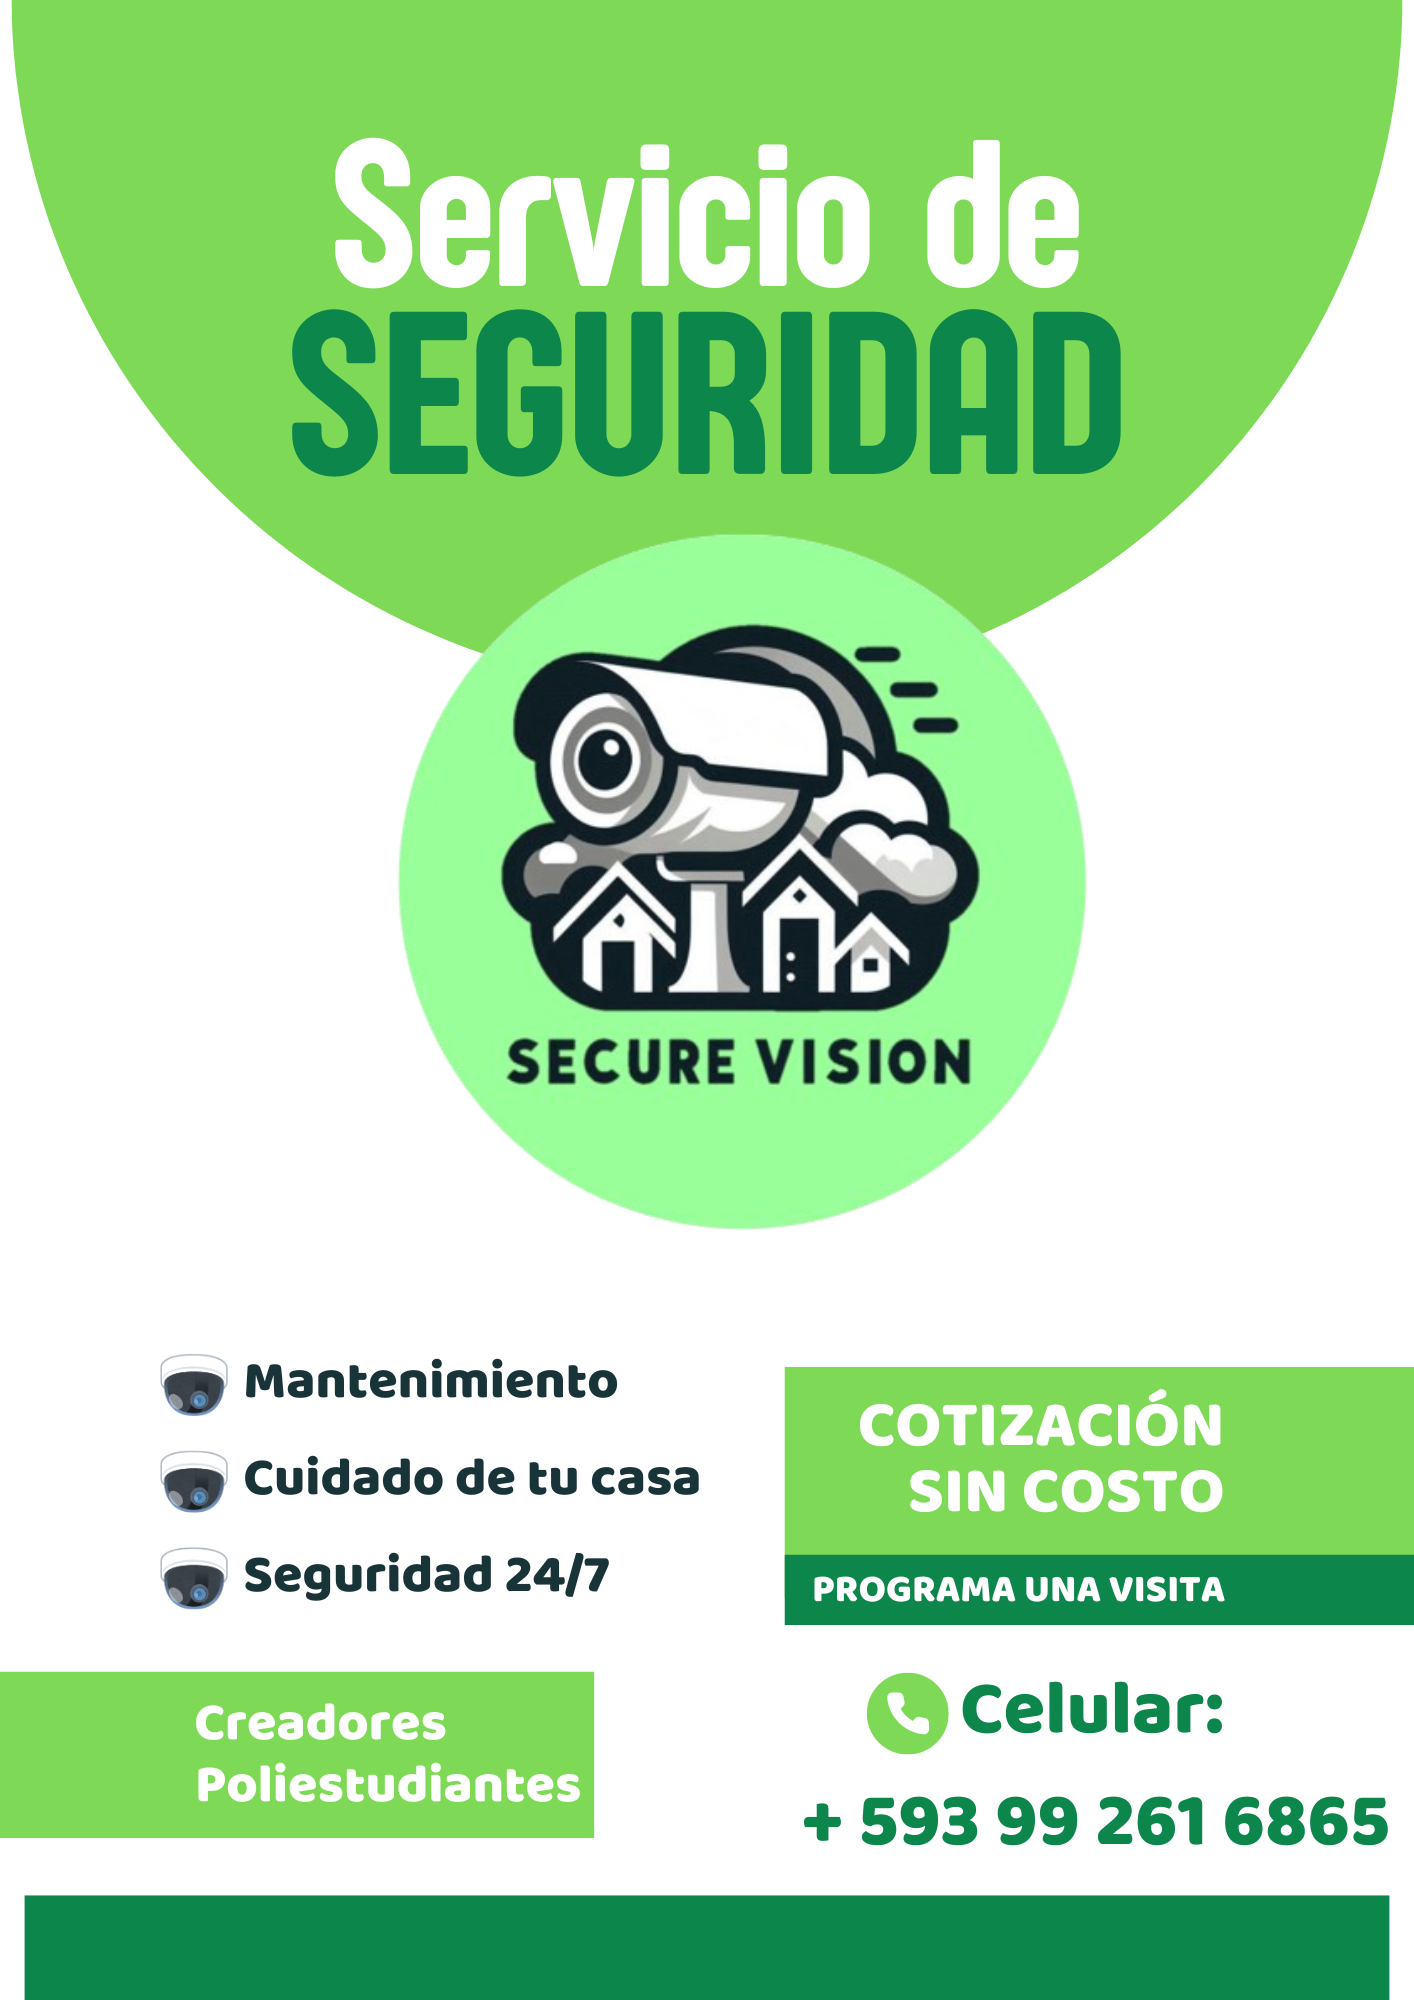 Servicio de
SEGURIDAD
SECURE VISION
Mantenimiento
Cuidado de tu casa
Seguridad 24/7
COTIZACIÓN
SIN COSTO
PROGRAMA UNA VISITA
Creadores
Poliestudiantes
Celular:
+ 593 99 261 6865